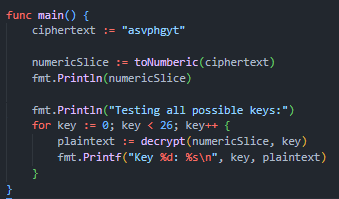 func main() {
    ciphertext := "asvphgyt"
    numericSlice := toNumberic(ciphertext)
    fmt.Println(numericSlice)
    fmt.Println("Testing all possible keys:")
    for key := 0; key < 26; key++ {
        plaintext := decrypt(numericSlice, key)
        fmt.Printf("Key %d: %s\n", key, plaintext)
    }
}